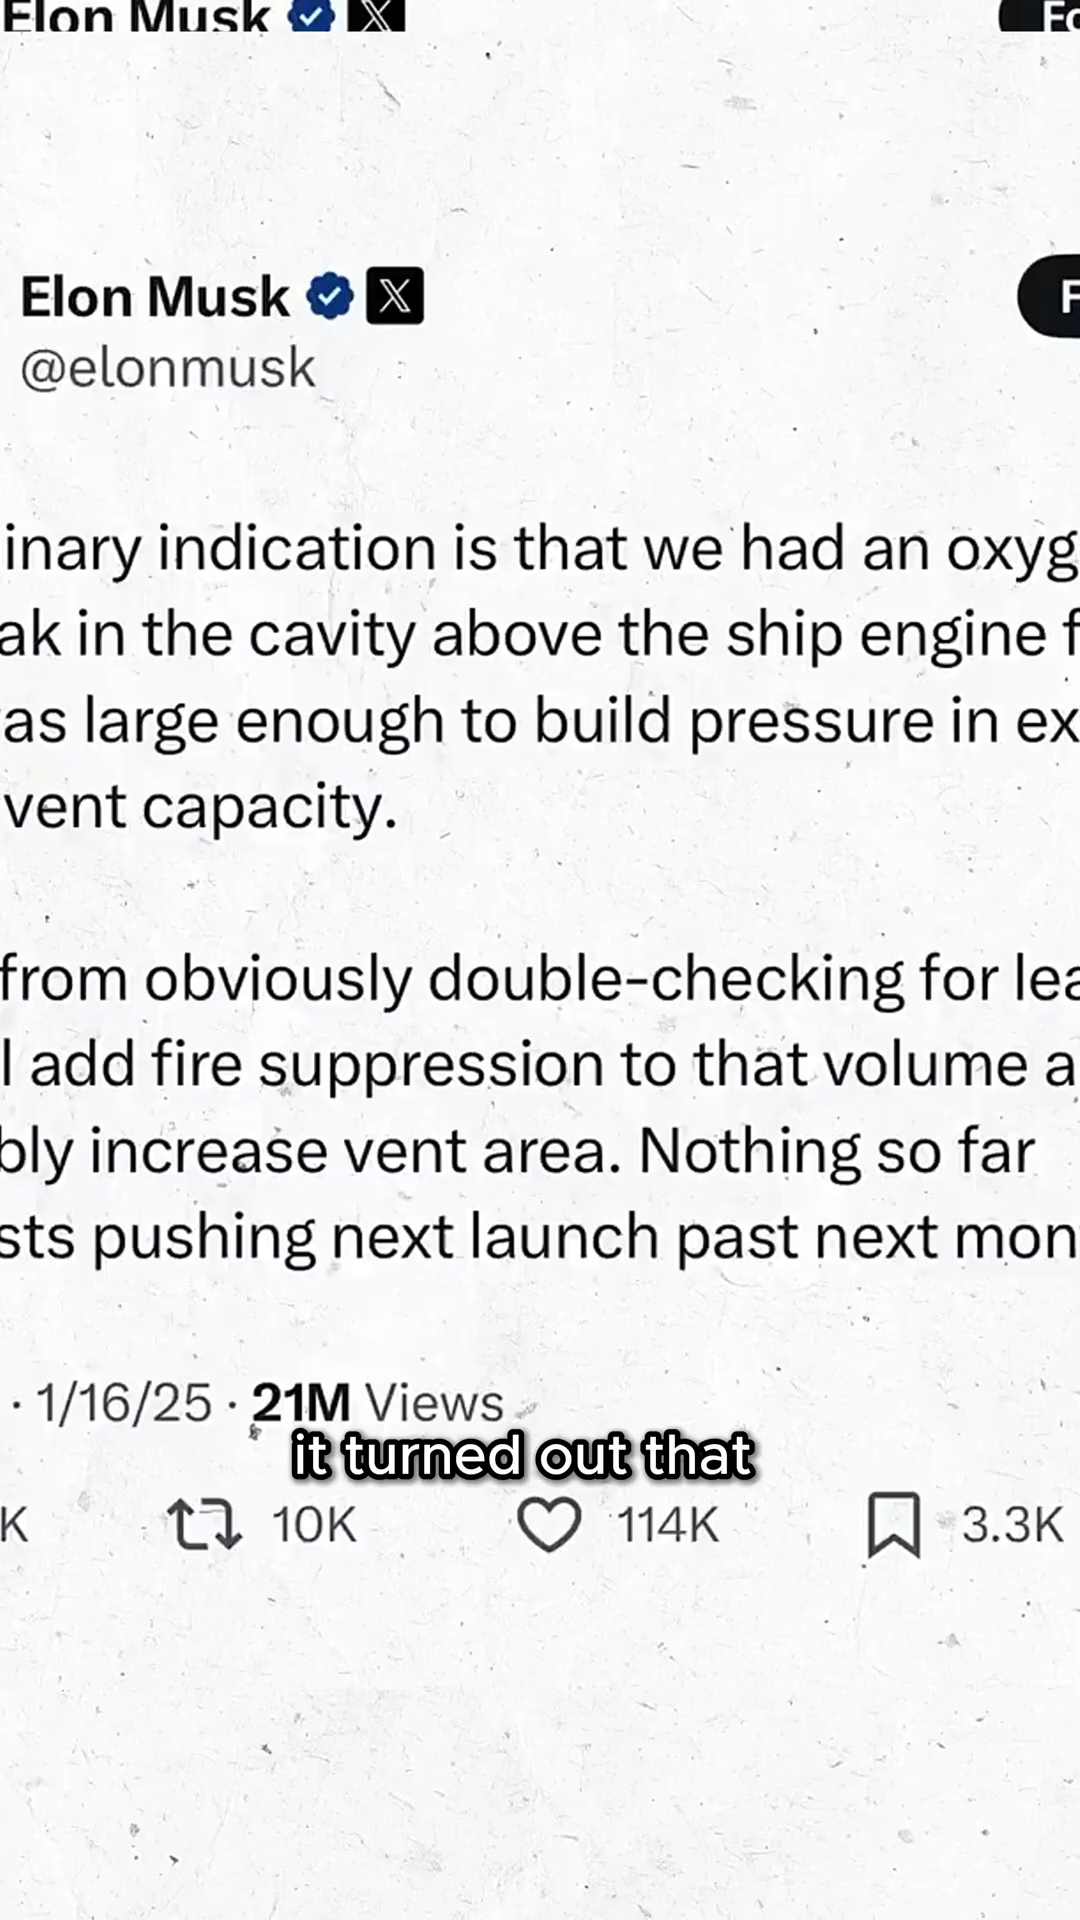 Elon Musk
Elon Musk
@elonmusk
inary indication is that we had an oxyg
ak in the cavity above the ship engine f
as large enough to build pressure in ex
vent capacity.
from obviously double-checking for lea
l add fire suppression to that volume a
bly increase vent area. Nothing so far
sts pushing next launch past next mon
· 1/16/25 · 21M Views
it turned out that
K 10K 114K 3.3K